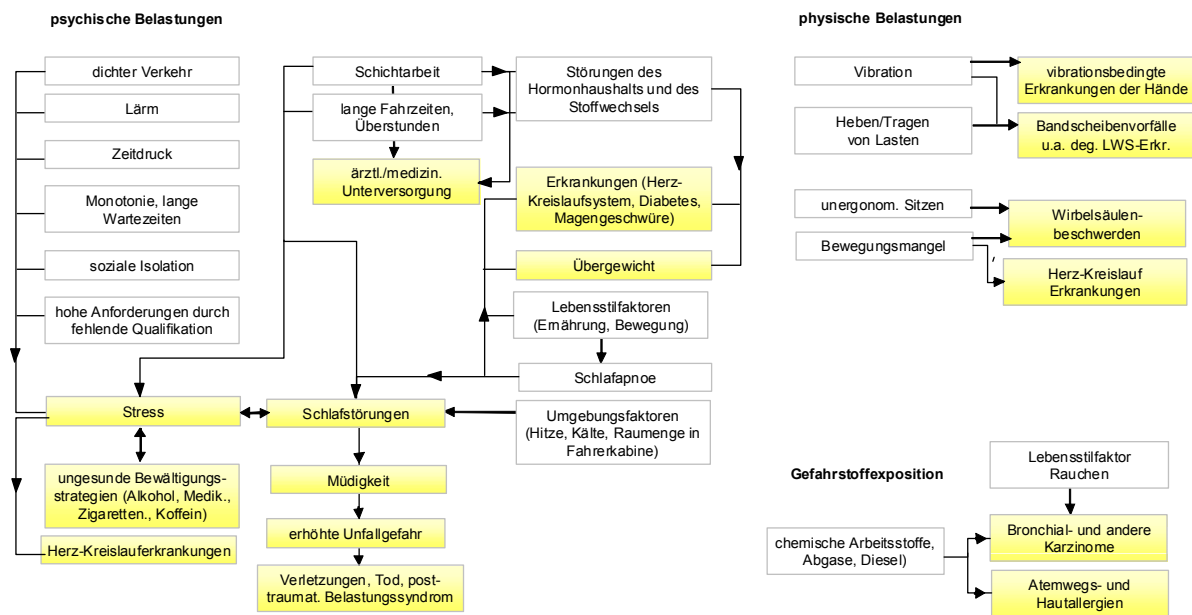 psychische Belastungen
dichter Verkehr
Lärm
Zeitdruck
Monotonie, lange
Wartezeiten
soziale Isolation
hohe Anforderungen durch
fehlende Qualifikation
Stress
ungesunde Bewältigungs-
strategien (Alkohol, Medik.,
Zigaretten., Koffein)
Herz-Kreislauferkrankungen
Schichtarbeit
lange Fahrzeiten,
Überstunden
ärztl./medizin.
Unterversorgung
Schlafstörungen
Müdigkeit
erhöhte Unfallgefahr
Verletzungen, Tod, post-
traumat. Belastungssyndrom
Störungen des
Hormonhaushalts und des
Stoffwechsels
Erkrankungen (Herz-
Kreislaufsystem, Diabetes,
Magengeschwüre)
Übergewicht
Lebensstilfaktoren
(Ernährung, Bewegung)
Schlafapnoe
Umgebungsfaktoren
(Hitze, Kälte, Raumenge in
Fahrerkabine)
physische Belastungen
Vibration
Heben/Tragen
von Lasten
unergonom. Sitzen
Bewegungsmangel
,
vibrationsbedingte
Erkrankungen der Hände
Bandscheibenvorfälle
u.a. deg. LWS-Erkr.
Wirbelsäulen-
beschwerden
Herz-Kreislauf
Erkrankungen
Gefahrstoffexposition
Lebensstilfaktor
Rauchen
chemische Arbeitsstoffe,
Abgase, Diesel)
Bronchial- und andere
Karzinome
Atemwegs- und
Hautallergien